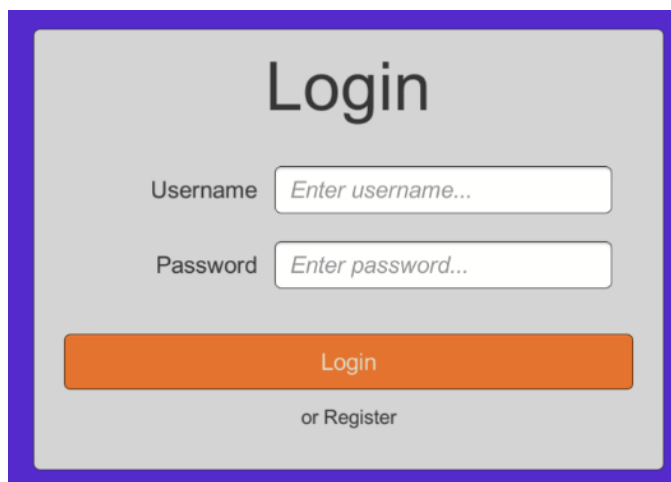 Login
Username Enter username...
Password Enter password...
Login
or Register